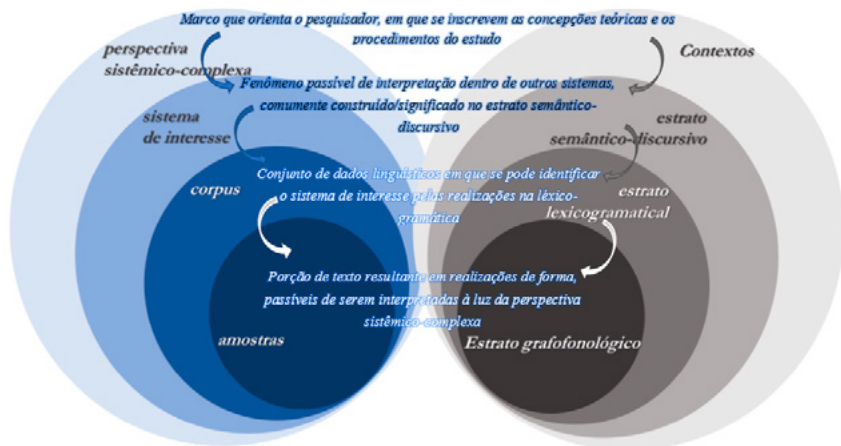 Marco que orienta o pesquisador, em que se inscrevem as concepções teóricas e os
procedimentos do estudo
perspectiva
sistêmico-complexa
Contextos
Fenômeno passível de interpretação dentro de outros sistemas,
comumente construído/significado no estrato semântico-
discursivo
sistema
de interesse
estrato
semântico-discursivo
Conjunto de dados linguísticos em que se pode identificar
o sistema de interesse pelas realizações na léxico-
gramática
corpus
estrato
lexicogramatical
Porção de texto resultante em realizações de forma,
passíveis de serem interpretadas à luz da perspectiva
sistêmico-complexa
amostras
Estrato grafofonológico